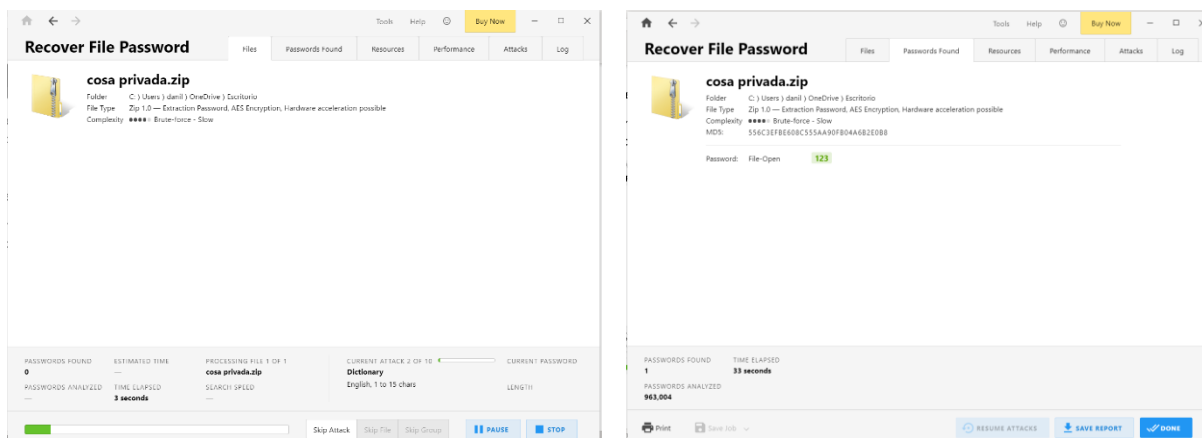 Tools Help Buy Now
Recover File Password
Files Passwords Found Resources Performance Attacks Log
cosa privada.zip
Folder C: ) Users ) danil ) OneDrive ) Escritorio
File Type Zip 1.0 — Extraction Password, AES Encryption, Hardware acceleration possible
Complexity Brute-force - Slow
PASSWORDS FOUND ESTIMATED TIME PROCESSING FILE 1 OF 1 CURRENT ATTACK 2 OF 10 CURRENT PASSWORD
0 — cosa privada.zip Dictionary
PASSWORDS ANALYZED TIME ELAPSED SEARCH SPEED English, 1 to 15 chars LENGTH
— 3 seconds —
Skip Attack Skip File Skip Group PAUSE STOP
Tools Help Buy Now
Recover File Password
Files Passwords Found Resources Performance Attacks Log
cosa privada.zip
Folder C: ) Users ) danil ) OneDrive ) Escritorio
File Type Zip 1.0 — Extraction Password, AES Encryption, Hardware acceleration possible
Complexity Brute-force - Slow
MD5: 556C3EFBE608C555AA90FB04A6B2E0B8
Password: File-Open 123
PASSWORDS FOUND TIME ELAPSED
1 33 seconds
PASSWORDS ANALYZED
963,004
Print Save Job RESUME ATTACKS SAVE REPORT DONE